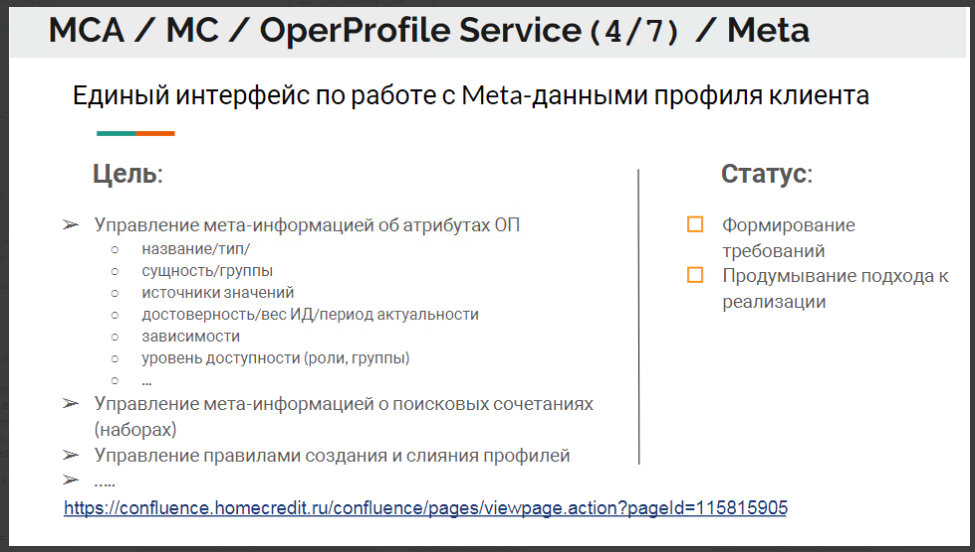 MCA / MC / OperProfile Service (4/7) / Meta
Единый интерфейс по работе с Meta-данными профиля клиента
Цель:
➢ Управление мета-информацией об атрибутах ОП
○ название/тип/
○ сущность/группы
○ источники значений
○ достоверность/вес ИД/период актуальности
○ зависимости
○ уровень доступности (роли, группы)
○ ...
➢ Управление мета-информацией о поисковых сочетаниях
(наборах)
➢ Управление правилами создания и слияния профилей
➢ .....
Статус:
❏ Формирование
требований
❏ Продумывание подхода к
реализации
https://confluence.homecredit.ru/confluence/pages/viewpage.action?pageId=115815905